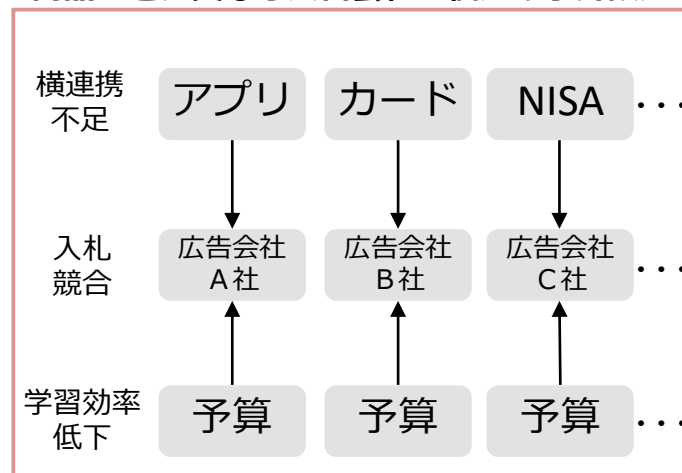 横連携
不足
アプリ
カード
NISA
・・・
入札
競合
広告会社
A社
広告会社
B社
広告会社
C社
・・・
学習効率
低下
予算
予算
予算
・・・